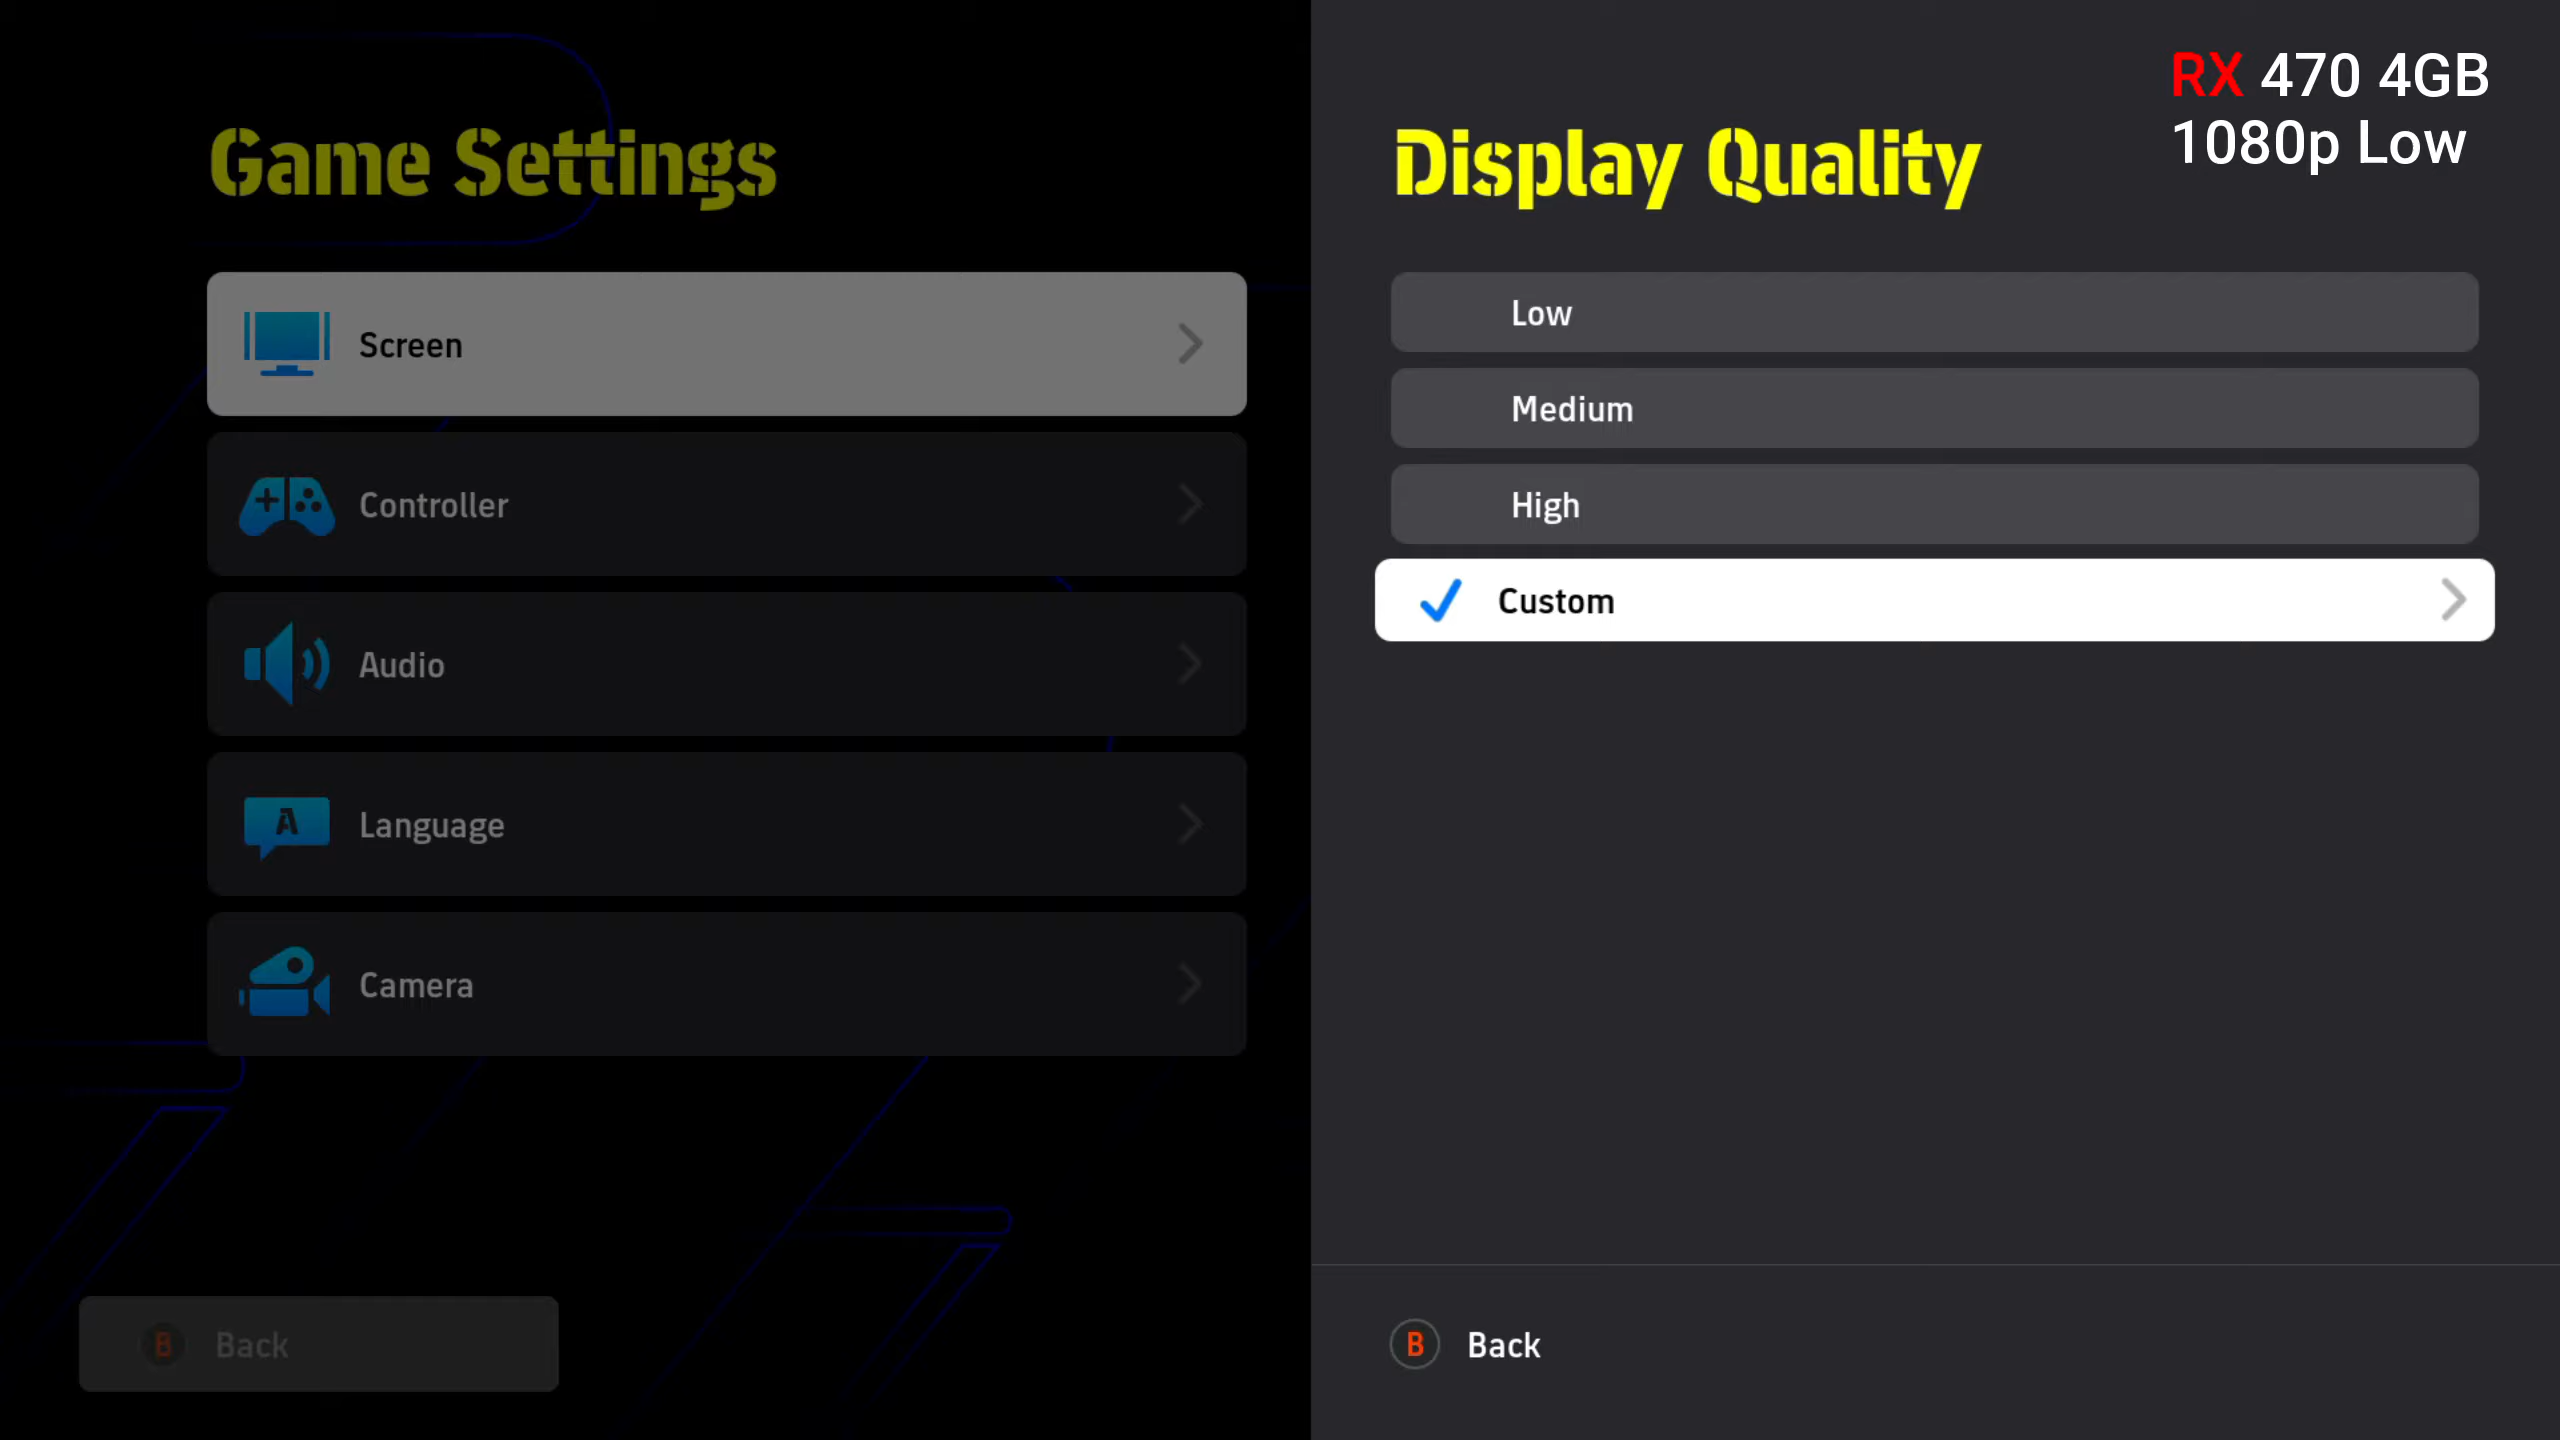 Game Settings
Screen
Controller
Audio
A
Language
Camera
B Back
RX 470 4GB
1080p Low
Display Quality
Low
Medium
High
Custom
B Back